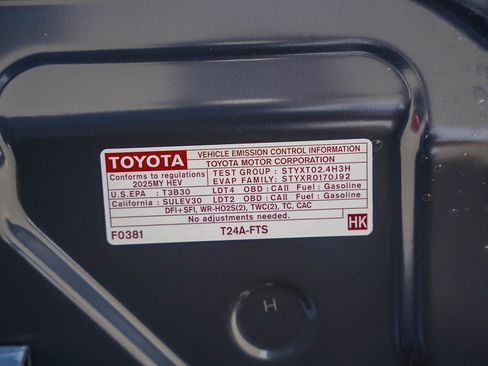 TOYOTA
VEHICLE EMISSION CONTROL INFORMATION
TOYOTA MOTOR CORPORATION
Conforms to regulations
2025MY HEV
TEST GROUP : STYXT02.4H3H
EVAP FAMILY: STYXR0170J92
U.S.EPA : T3B30 LDT4 OBD : CAII Fuel : Gasoline
California : SULEV30 LDT2 OBD : CAII Fuel : Gasoline
DFI+SFI, WR-HO2S(2), TWC(2), TC, CAC
No adjustments needed.
F0381 T24A-FTS HK
H